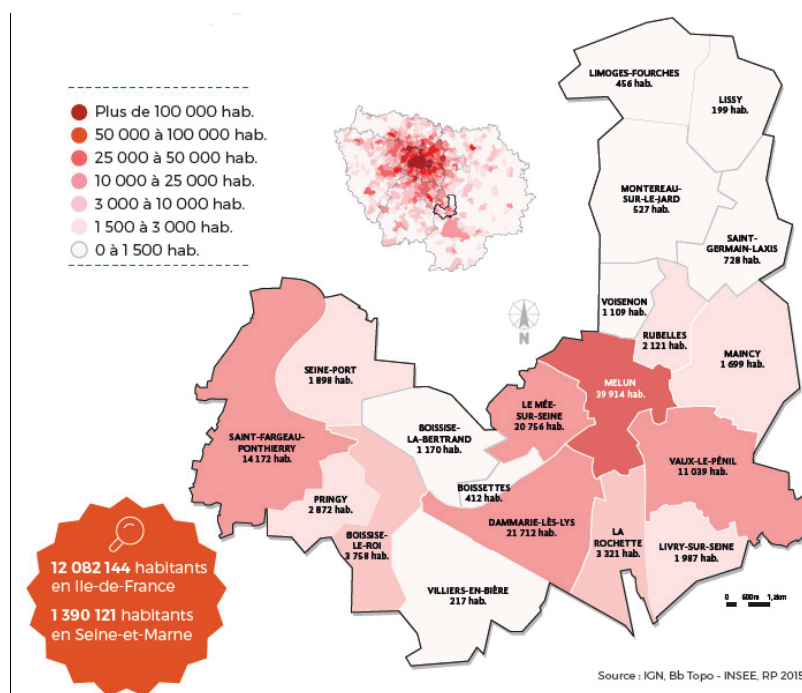 Plus de 100 000 hab.
50 000 à 100 000 hab.
25 000 à 50 000 hab.
10 000 à 25 000 hab.
3 000 à 10 000 hab.
1 500 à 3 000 hab.
0 à 1 500 hab.
LIMOGES-FOURCHES
456 hab.
LISSY
199 hab.
MONTEREAU-
SUR-LE-JARD
527 hab.
SAINT-
GERMAIN-LAXIS
728 hab.
VOISENON
1 109 hab.
RUBELLES
2 121 hab.
MAINCY
1 699 hab.
N
SEINE-PORT
1 898 hab.
MELUN
39 914 hab.
LE MÉE-
SUR-SEINE
20 756 hab.
BOISSISE-
LA-BERTRAND
1 170 hab.
SAINT-FARGEAU-
PONTHIERRY
14 172 hab.
VAUX-LE-PÉNIL
11 039 hab.
BOISSETTES
412 hab.
PRINGY
2 872 hab.
DAMMARIE-LÈS-LYS
21 712 hab.
BOISSISE-
LE-ROI
3 758 hab.
LA
ROCHETTE
3 321 hab.
LIVRY-SUR-SEINE
1 987 hab.
VILLIERS-EN-BIÈRE
217 hab.
12 082 144 habitants
en Ile-de-France
1 390 121 habitants
en Seine-et-Marne
0 600m 1,2km
Source : IGN, Bb Topo - INSEE, RP 2015